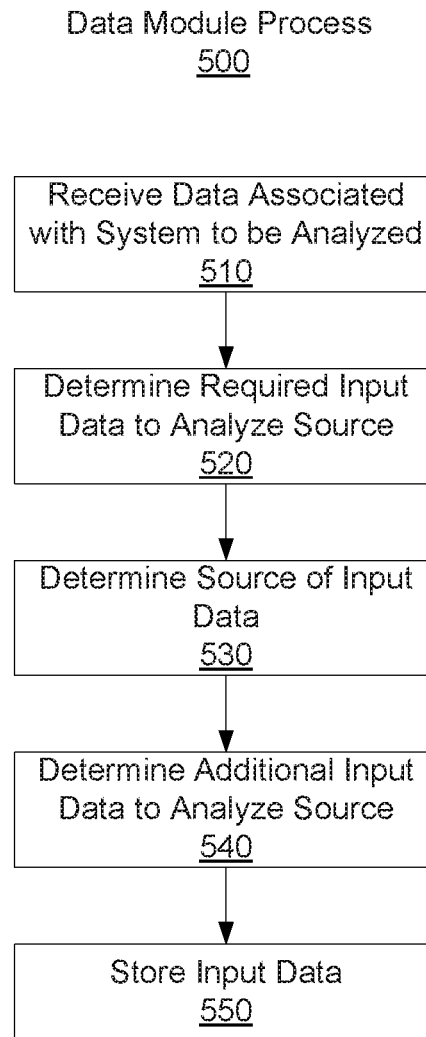 Data Module Process
500
Receive Data Associated
with System to be Analyzed
510
Determine Required Input
Data to Analyze Source
520
Determine Source of Input
Data
530
Determine Additional Input
Data to Analyze Source
540
Store Input Data
550